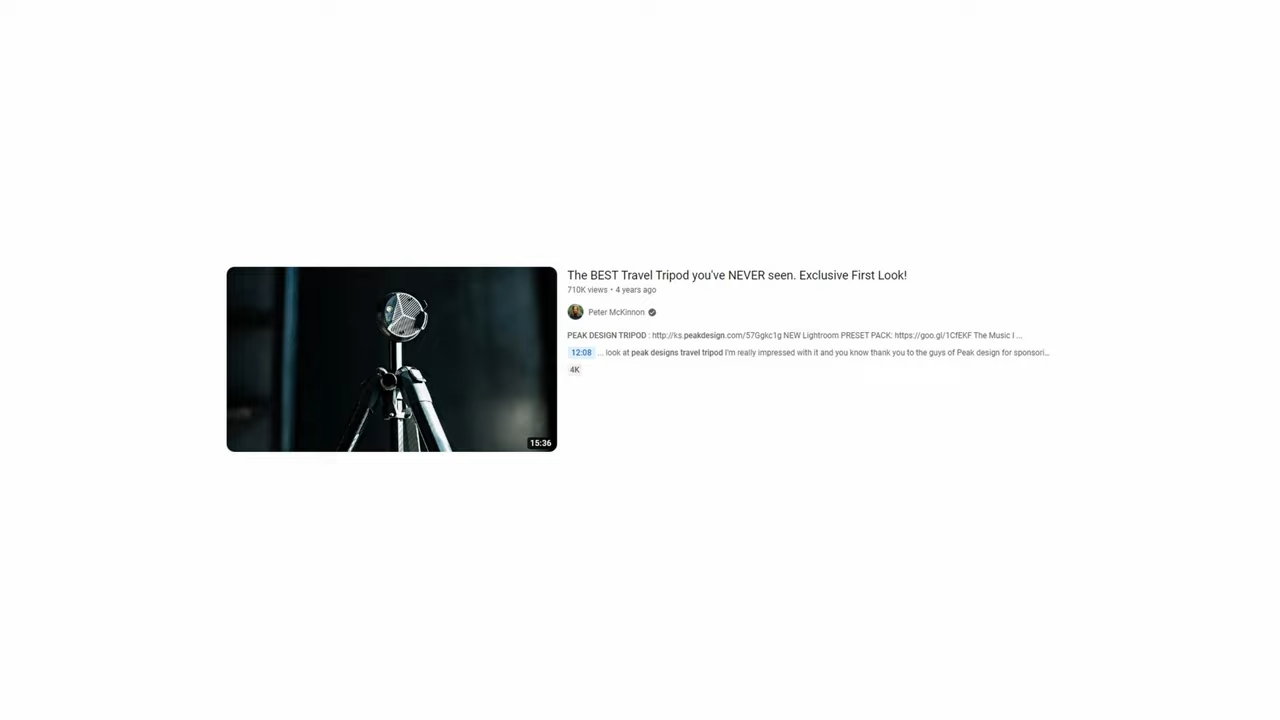 The BEST Travel Tripod you've NEVER seen. Exclusive First Look!
710K views • 4 years ago
Peter McKinnon
PEAK DESIGN TRIPOD : http://ks.peakdesign.com/57Ggkc1g NEW Lightroom PRESET PACK: https://goo.gl/1CfEKF The Music I ...
12:08 ... look at peak designs travel tripod I'm really impressed with it and you know thank you to the guys of Peak design for sponsori...
4K
15:36